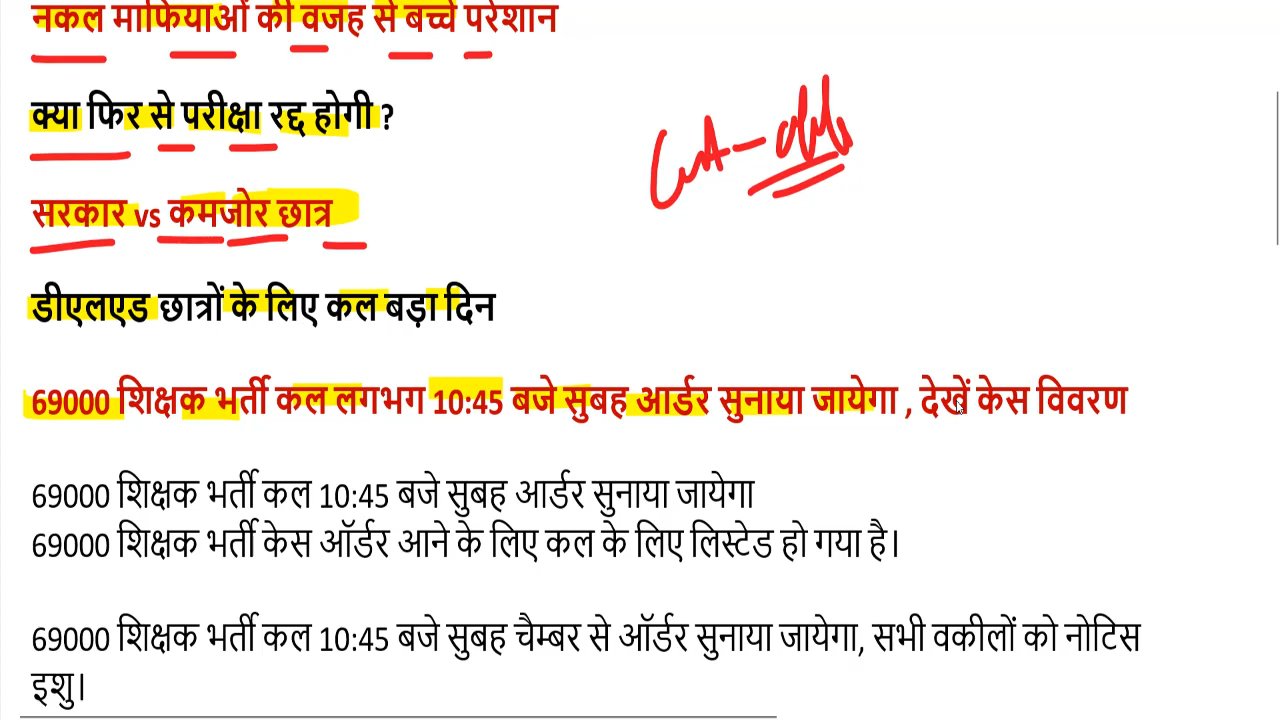 नकल माफियाओं की वजह से बच्चे परेशान
क्या फिर से परीक्षा रद्द होगी ?
Cut-off
सरकार vs कमजोर छात्र
डीएलएड छात्रों के लिए कल बड़ा दिन
69000 शिक्षक भर्ती कल लगभग 10:45 बजे सुबह आर्डर सुनाया जायेगा , देखें केस विवरण
69000 शिक्षक भर्ती कल 10:45 बजे सुबह आर्डर सुनाया जायेगा
69000 शिक्षक भर्ती केस ऑर्डर आने के लिए कल के लिए लिस्टेड हो गया है।
69000 शिक्षक भर्ती कल 10:45 बजे सुबह चैम्बर से ऑर्डर सुनाया जायेगा, सभी वकीलों को नोटिस
इशु।